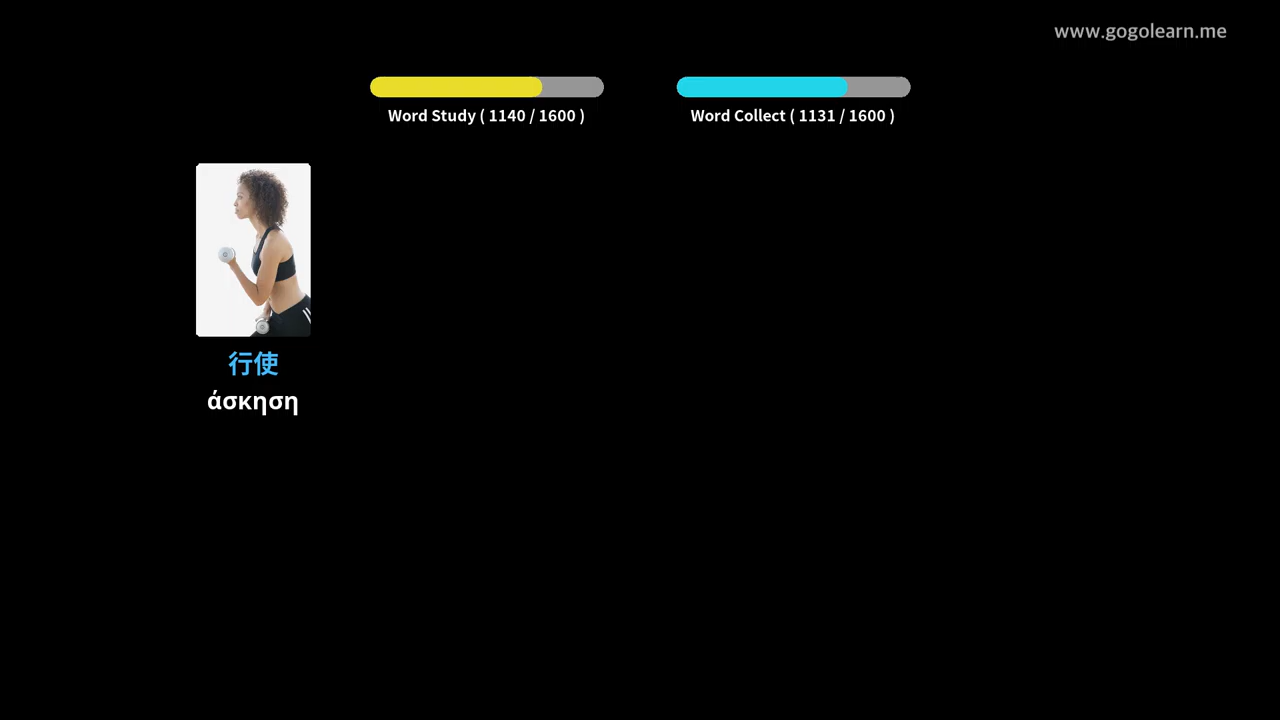 www.gogolearn.me
Word Study ( 1140 / 1600 )
Word Collect ( 1131 / 1600 )
行使
άσκηση